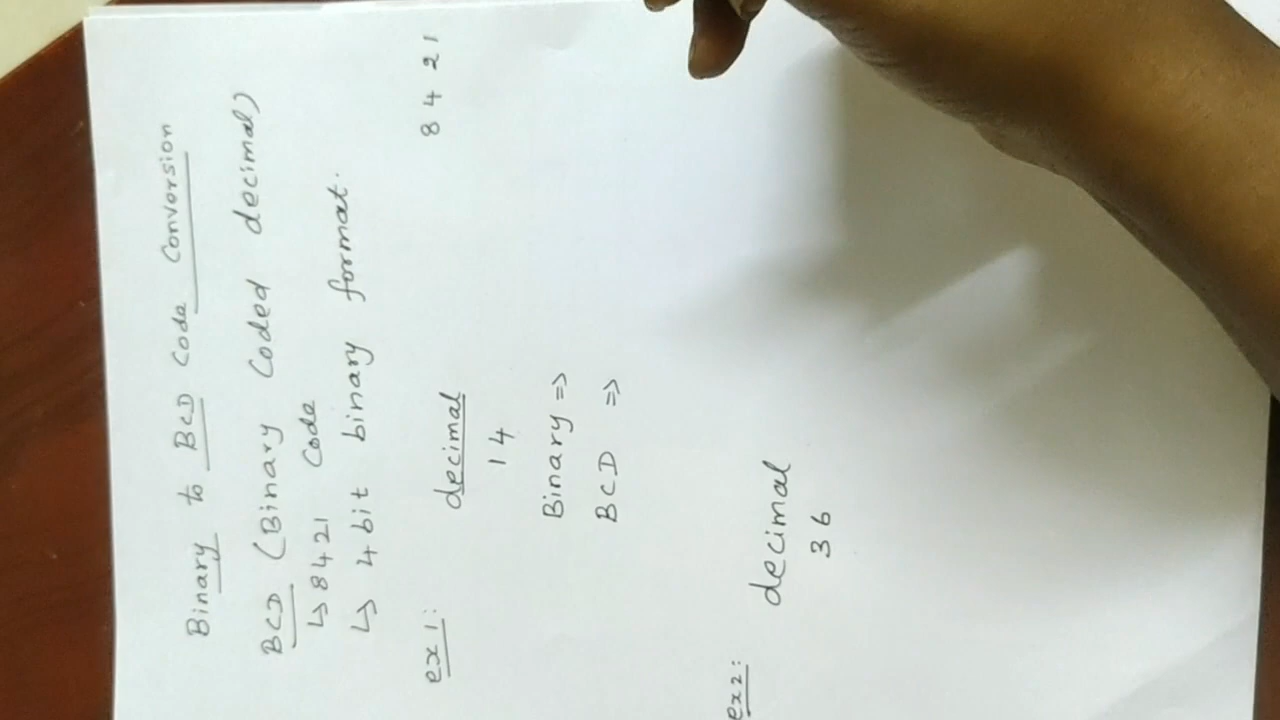 Binary to BCD Code Conversion
BCD (Binary Coded decimal)
↳ 8421 Code
↳ 4 bit binary format.
ex 1: decimal 8 4 2 1
14
Binary ⇒
BCD ⇒
ex 2: decimal
36